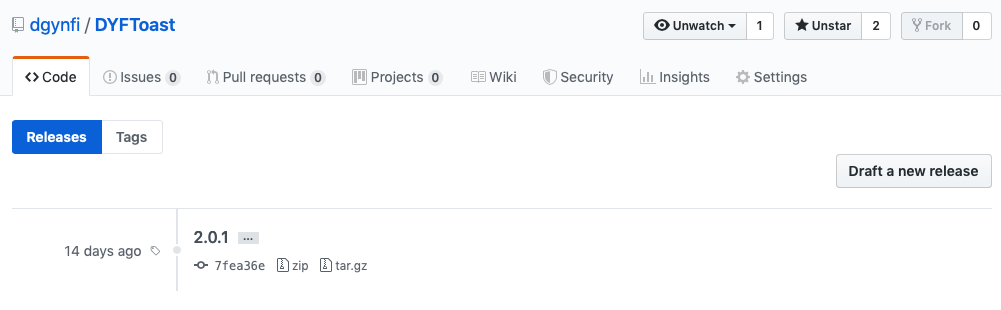 dgynfi / DYFToast Unwatch 1 Unstar 2 Fork 0
Code Issues 0 Pull requests 0 Projects 0 Wiki Security Insights Settings
Releases Tags
Draft a new release
2.0.1 ...
14 days ago
7fea36e zip tar.gz